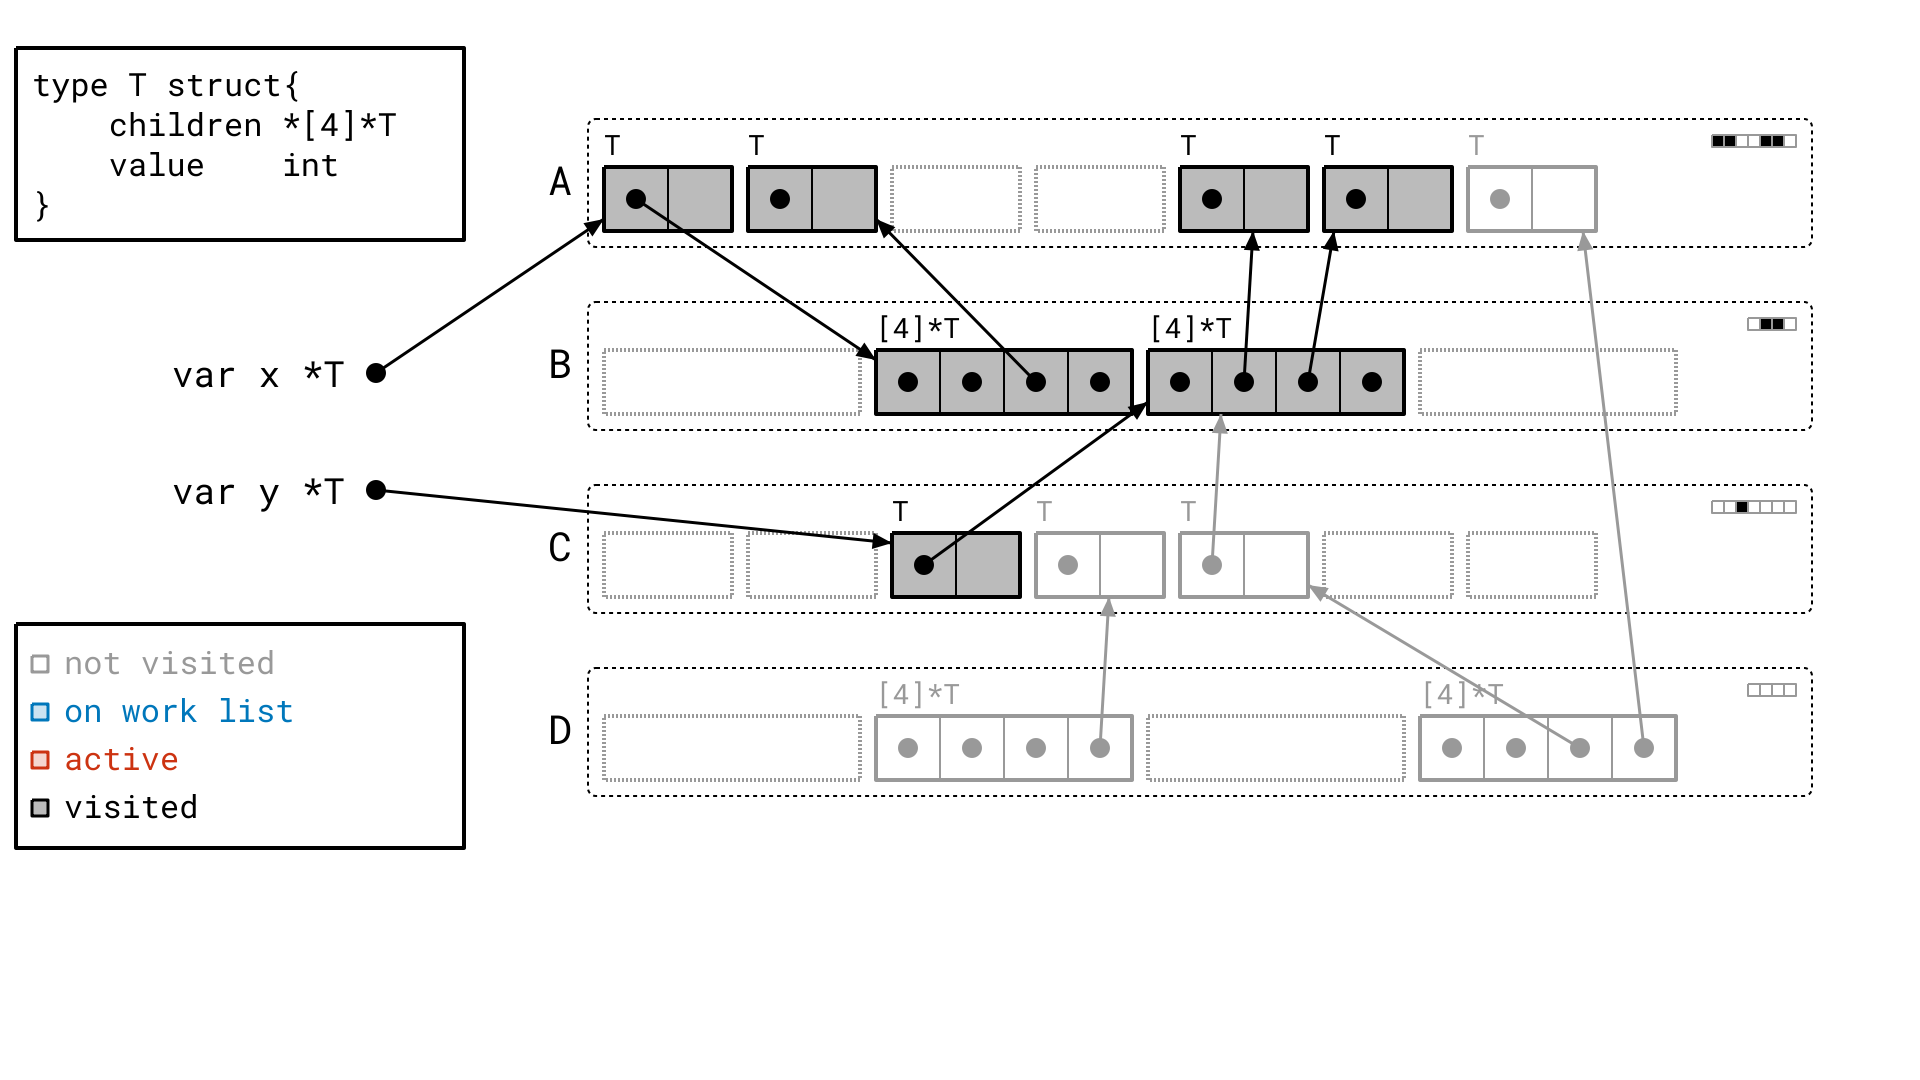 type T struct{
    children *[4]*T
    value    int
}
T T T T T
A
[4]*T [4]*T
B
var x *T
var y *T
T T T
C
[4]*T [4]*T
D
not visited
on work list
active
visited